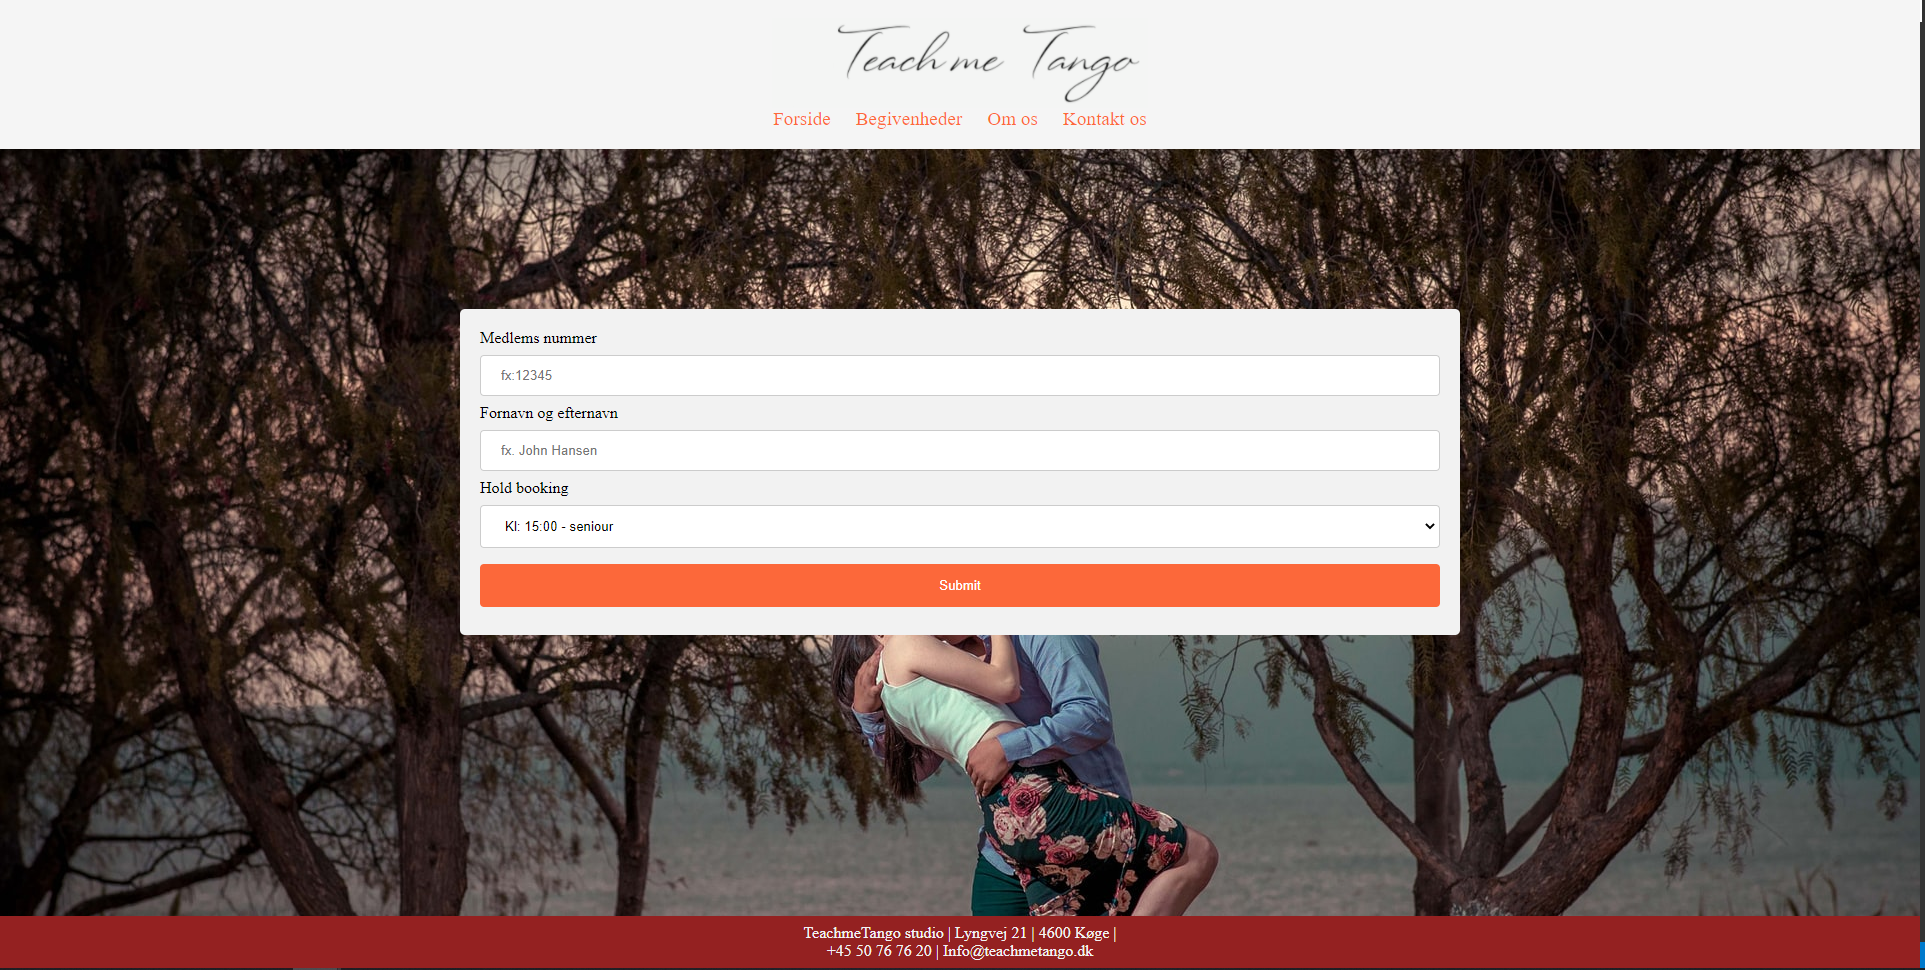 Teach me Tango
Forside Begivenheder Om os Kontakt os
Medlems nummer
fx:12345
Fornavn og efternavn
fx. John Hansen
Hold booking
Kl: 15:00 - seniour
Submit
TeachmeTango studio | Lyngvej 21 | 4600 Køge |
+45 50 76 76 20 | Info@teachmetango.dk